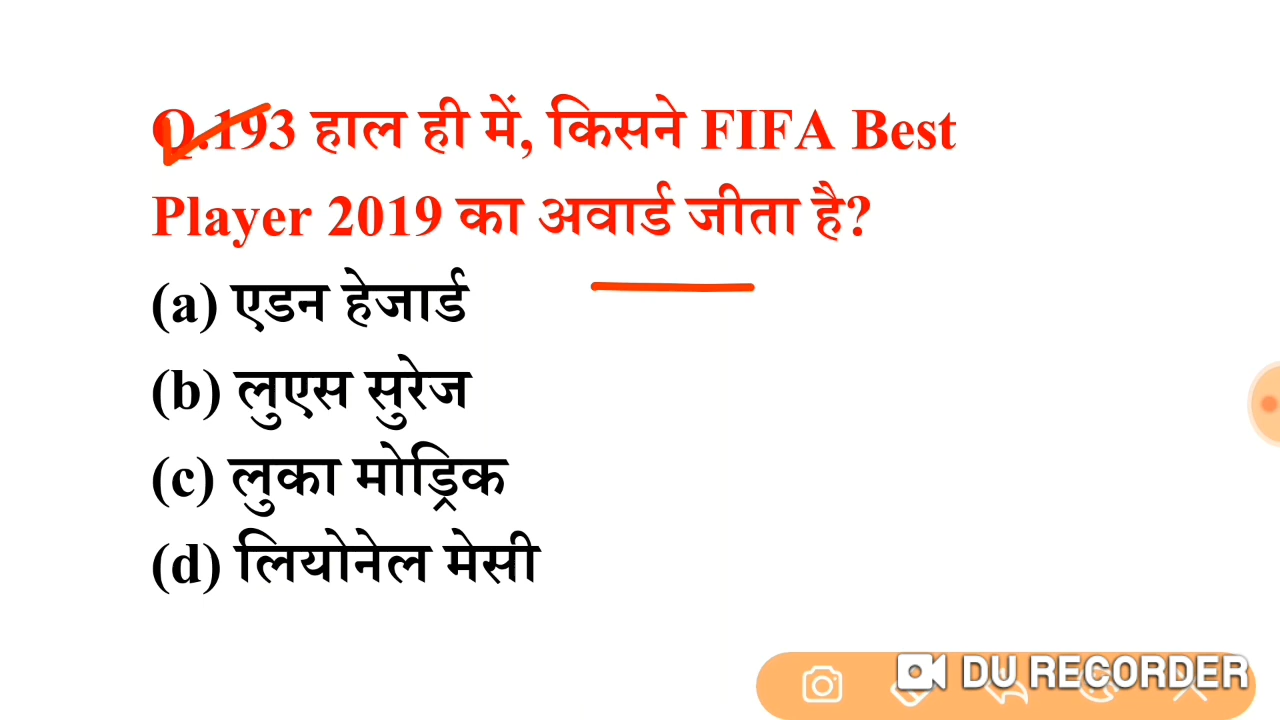 Q.193 हाल ही में, किसने FIFA Best
Player 2019 का अवार्ड जीता है?
(a) एडन हेजार्ड
(b) लुएस सुरेज
(c) लुका मोड्रिक
(d) लियोनेल मेसी
DU RECORDER